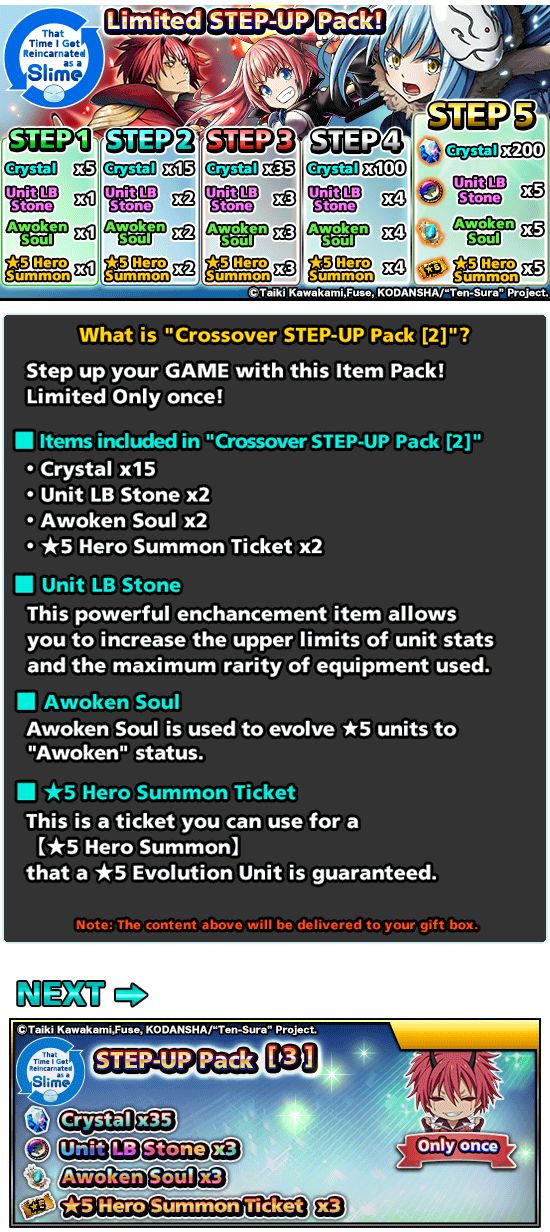 That
Time I Got
Reincarnated
as a
Slime
Limited STEP-UP Pack!
STEP 1
Crystal x5
Unit LB
Stone x1
Awoken
Soul x1
★5 Hero
Summon x1
STEP 2
Crystal x15
Unit LB
Stone x2
Awoken
Soul x2
★5 Hero
Summon x2
STEP 3
Crystal x35
Unit LB
Stone x3
Awoken
Soul x3
★5 Hero
Summon x3
STEP 4
Crystal x100
Unit LB
Stone x4
Awoken
Soul x4
★5 Hero
Summon x4
STEP 5
Crystal x200
Unit LB
Stone x5
Awoken
Soul x5
★5 Hero
Summon x5
©Taiki Kawakami,Fuse, KODANSHA/“Ten-Sura” Project.
What is "Crossover STEP-UP Pack [2]"?
Step up your GAME with this Item Pack!
Limited Only once!
■ Items included in "Crossover STEP-UP Pack [2]"
• Crystal x15
• Unit LB Stone x2
• Awoken Soul x2
• ★5 Hero Summon Ticket x2
■ Unit LB Stone
This powerful enchancement item allows
you to increase the upper limits of unit stats
and the maximum rarity of equipment used.
■ Awoken Soul
Awoken Soul is used to evolve ★5 units to
"Awoken" status.
■ ★5 Hero Summon Ticket
This is a ticket you can use for a
【★5 Hero Summon】
that a ★5 Evolution Unit is guaranteed.
Note: The content above will be delivered to your gift box.
NEXT ➡
©Taiki Kawakami,Fuse, KODANSHA/“Ten-Sura” Project.
That
Time I Got
Reincarnated
as a
Slime
STEP-UP Pack [3]
Crystal x35
Unit LB Stone x3
Awoken Soul x3
★5 Hero Summon Ticket x3
Only once